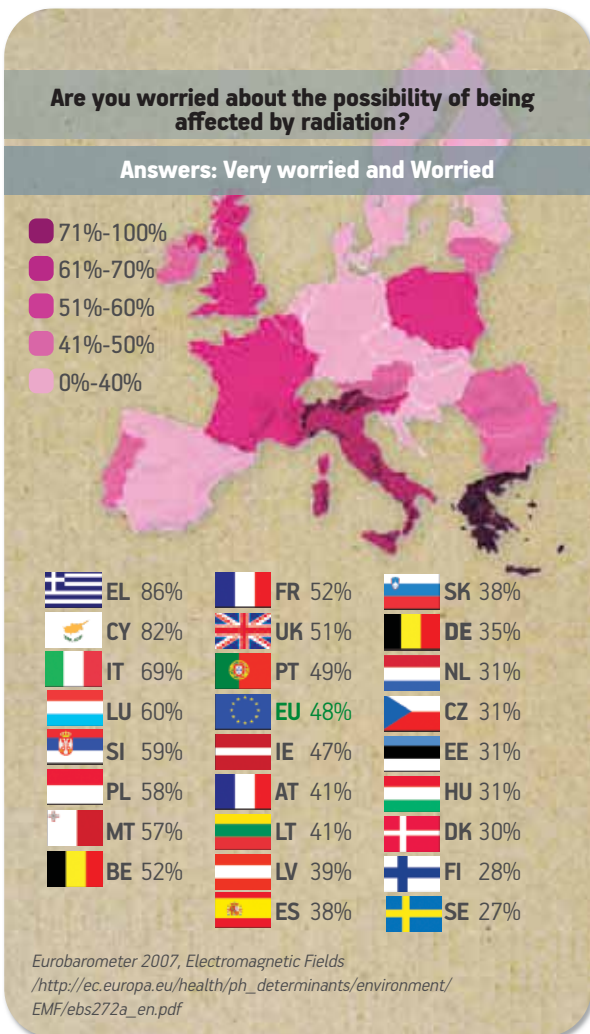 Are you worried about the possibility of being
affected by radiation?
Answers: Very worried and Worried
71%-100%
61%-70%
51%-60%
41%-50%
0%-40%
EL 86%
CY 82%
IT 69%
LU 60%
SI 59%
PL 58%
MT 57%
BE 52%
FR 52%
UK 51%
PT 49%
EU 48%
IE 47%
AT 41%
LT 41%
LV 39%
ES 38%
SK 38%
DE 35%
NL 31%
CZ 31%
EE 31%
HU 31%
DK 30%
FI 28%
SE 27%
Eurobarometer 2007, Electromagnetic Fields
/http://ec.europa.eu/health/ph_determinants/environment/
EMF/ebs272a_en.pdf